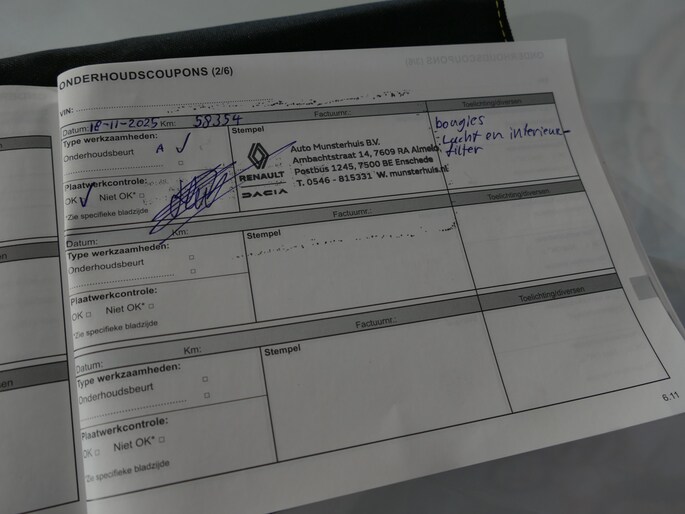 ONDERHOUDSCOUPONS (2/6)
VIN:
Datum: 18-11-2025 Km: 58354 Factuurnr.: Toelichting/diversen
Type werkzaamheden:
Onderhoudsbeurt A ✓
Plaatwerkcontrole:
OK ✓ Niet OK* □
*Zie specifieke bladzijde
Stempel
RENAULT
DACIA
Auto Munsterhuis B.V.
Ambachtstraat 14, 7609 RA Almelo
Postbus 1245, 7500 BE Enschede
T. 0546 - 815331 W. munsterhuis.nl
bougies
Lucht en interieur-
filter
Datum: Km: Factuurnr.: Toelichting/diversen
Type werkzaamheden:
Onderhoudsbeurt □
□
Plaatwerkcontrole:
OK □ Niet OK* □
*Zie specifieke bladzijde
Stempel
Datum: Km: Factuurnr.: Toelichting/diversen
Type werkzaamheden:
Onderhoudsbeurt □
□
Plaatwerkcontrole:
OK □ Niet OK* □
*Zie specifieke bladzijde
Stempel
6.11